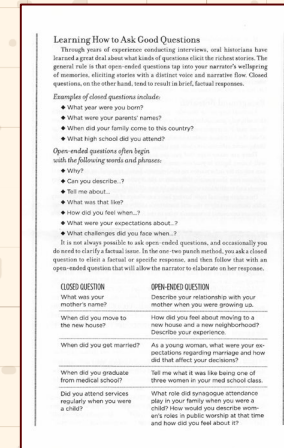 Learning How to Ask Good Questions
Through years of experience conducting interviews, oral historians have
learned a great deal about what kinds of questions elicit the richest stories. The
general rule is that open-ended questions tap into your narrator's wellspring
of memories, eliciting stories with a distinct voice and narrative flow. Closed
questions, on the other hand, tend to result in brief, factual responses.
Examples of closed questions include:
◆ What year were you born?
◆ What were your parents' names?
◆ When did your family come to this country?
◆ What high school did you attend?
Open-ended questions often begin
with the following words and phrases:
◆ Why?
◆ Can you describe...?
◆ Tell me about...
◆ What was that like?
◆ How did you feel when...?
◆ What were your expectations about...?
◆ What challenges did you face when...?
It is not always possible to ask open-ended questions, and occasionally you
do need to clarify a factual issue. In the one-two punch method, you ask a closed
question to elicit a factual or specific response, and then follow that with an
open-ended question that will allow the narrator to elaborate on her response.
CLOSED QUESTION OPEN-ENDED QUESTION
What was your Describe your relationship with your
mother's name? mother when you were growing up.
When did you move to How did you feel about moving to a
the new house? new house and a new neighborhood?
Describe your experience.
When did you get married? As a young woman, what were your ex-
pectations regarding marriage and how
did that affect your decisions?
When did you graduate Tell me what it was like being one of
from medical school? three women in your med school class.
Did you attend services What role did synagogue attendance
regularly when you were play in your family when you were a
a child? child? How would you describe wom-
en's roles in public worship at that time
and how did you feel about it?